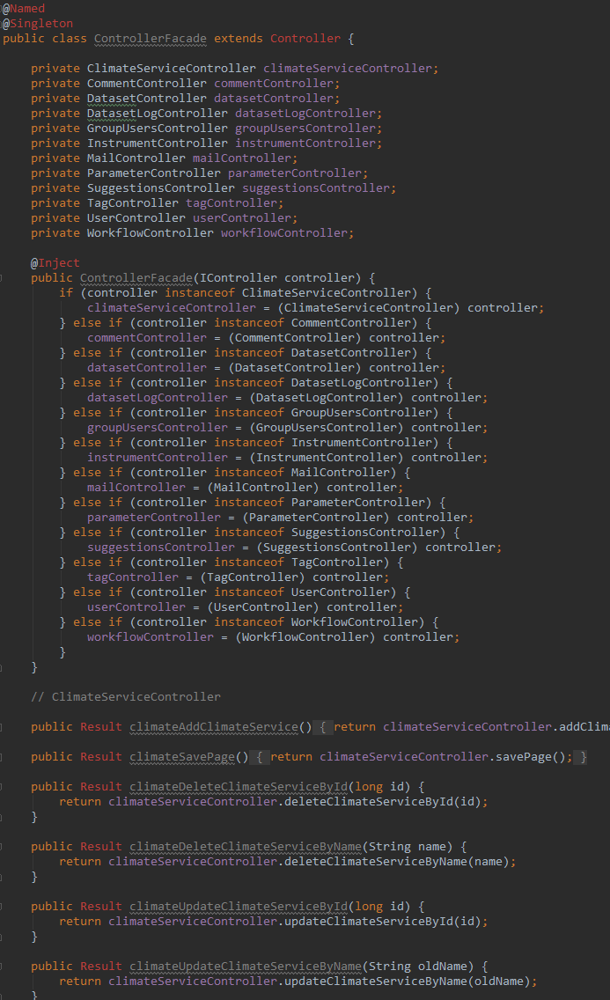 @Named
@Singleton
public class ControllerFacade extends Controller {
private ClimateServiceController climateServiceController;
private CommentController commentController;
private DatasetController datasetController;
private DatasetLogController datasetLogController;
private GroupUsersController groupUsersController;
private InstrumentController instrumentController;
private MailController mailController;
private ParameterController parameterController;
private SuggestionsController suggestionsController;
private TagController tagController;
private UserController userController;
private WorkflowController workflowController;
@Inject
public ControllerFacade(IController controller) {
if (controller instanceof ClimateServiceController) {
climateServiceController = (ClimateServiceController) controller;
} else if (controller instanceof CommentController) {
commentController = (CommentController) controller;
} else if (controller instanceof DatasetController) {
datasetController = (DatasetController) controller;
} else if (controller instanceof DatasetLogController) {
datasetLogController = (DatasetLogController) controller;
} else if (controller instanceof GroupUsersController) {
groupUsersController = (GroupUsersController) controller;
} else if (controller instanceof InstrumentController) {
instrumentController = (InstrumentController) controller;
} else if (controller instanceof MailController) {
mailController = (MailController) controller;
} else if (controller instanceof ParameterController) {
parameterController = (ParameterController) controller;
} else if (controller instanceof SuggestionsController) {
suggestionsController = (SuggestionsController) controller;
} else if (controller instanceof TagController) {
tagController = (TagController) controller;
} else if (controller instanceof UserController) {
userController = (UserController) controller;
} else if (controller instanceof WorkflowController) {
workflowController = (WorkflowController) controller;
}
}
// ClimateServiceController
public Result climateAddClimateService() { return climateServiceController.addClima
public Result climateSavePage() { return climateServiceController.savePage(); }
public Result climateDeleteClimateServiceById(long id) {
return climateServiceController.deleteClimateServiceById(id);
}
public Result climateDeleteClimateServiceByName(String name) {
return climateServiceController.deleteClimateServiceByName(name);
}
public Result climateUpdateClimateServiceById(long id) {
return climateServiceController.updateClimateServiceById(id);
}
public Result climateUpdateClimateServiceByName(String oldName) {
return climateServiceController.updateClimateServiceByName(oldName);
}